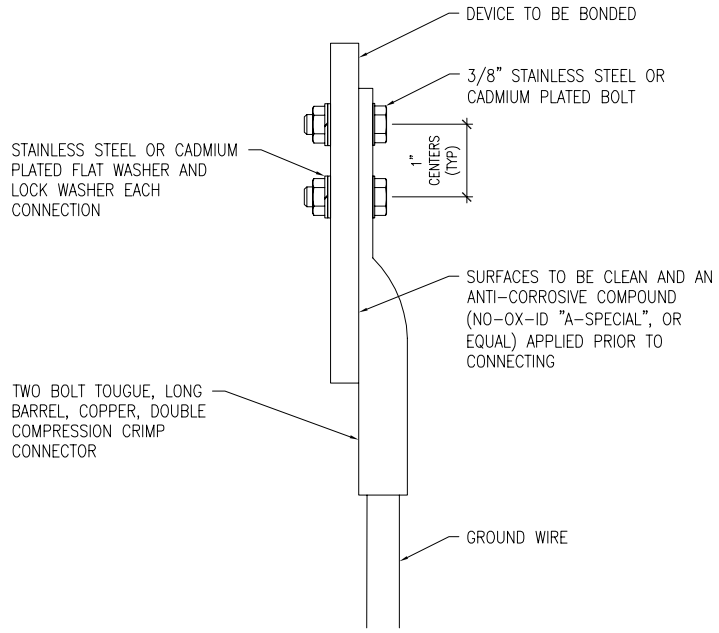 DEVICE TO BE BONDED
3/8" STAINLESS STEEL OR
CADMIUM PLATED BOLT
STAINLESS STEEL OR CADMIUM
PLATED FLAT WASHER AND
LOCK WASHER EACH
CONNECTION
1"
CENTERS
(TYP)
SURFACES TO BE CLEAN AND AN
ANTI-CORROSIVE COMPOUND
(NO-OX-ID "A-SPECIAL", OR
EQUAL) APPLIED PRIOR TO
CONNECTING
TWO BOLT TOUGUE, LONG
BARREL, COPPER, DOUBLE
COMPRESSION CRIMP
CONNECTOR
GROUND WIRE